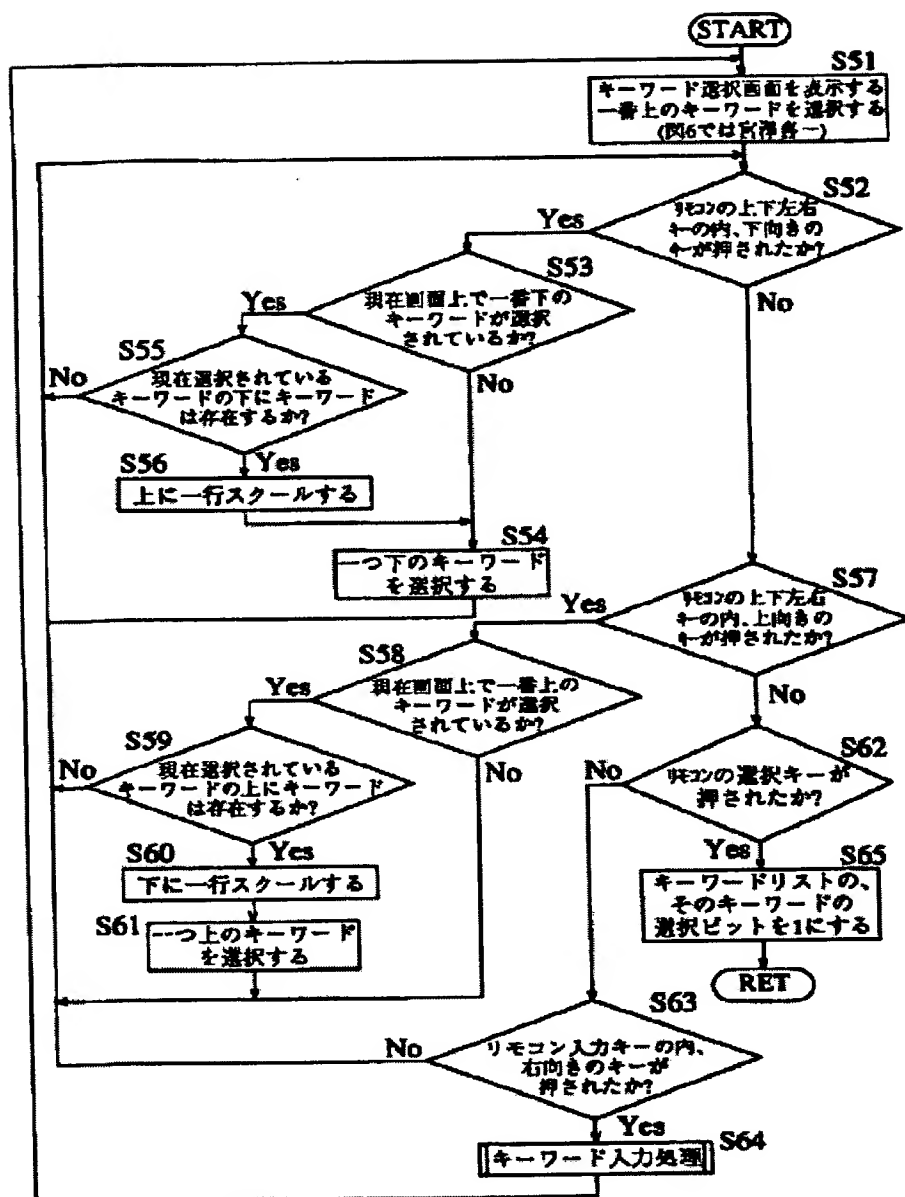 START
S51
キーワード選択画面を表示する
一番上のキーワードを選択する
(図6では宮澤喜一)
S52
リモコンの上下左右
キーの内、下向きの
キーが押されたか?
Yes
No
S53
現在画面上で一番下の
キーワードが選択
されているか?
Yes
No
S55
現在選択されている
キーワードの下にキーワード
は存在するか?
No
Yes
S56
上に一行スクールする
S54
一つ下のキーワード
を選択する
S57
リモコンの上下左右
キーの内、上向きの
キーが押されたか?
Yes
No
S58
現在画面上で一番上の
キーワードが選択
されているか?
Yes
No
S59
現在選択されている
キーワードの上にキーワード
は存在するか?
No
Yes
S60
下に一行スクールする
S61
一つ上のキーワード
を選択する
S62
リモコンの選択キーが
押されたか?
No
Yes
S65
キーワードリストの、
そのキーワードの
選択ビットを1にする
RET
S63
リモコン入力キーの内、
右向きのキーが
押されたか?
No
Yes
S64
キーワード入力処理